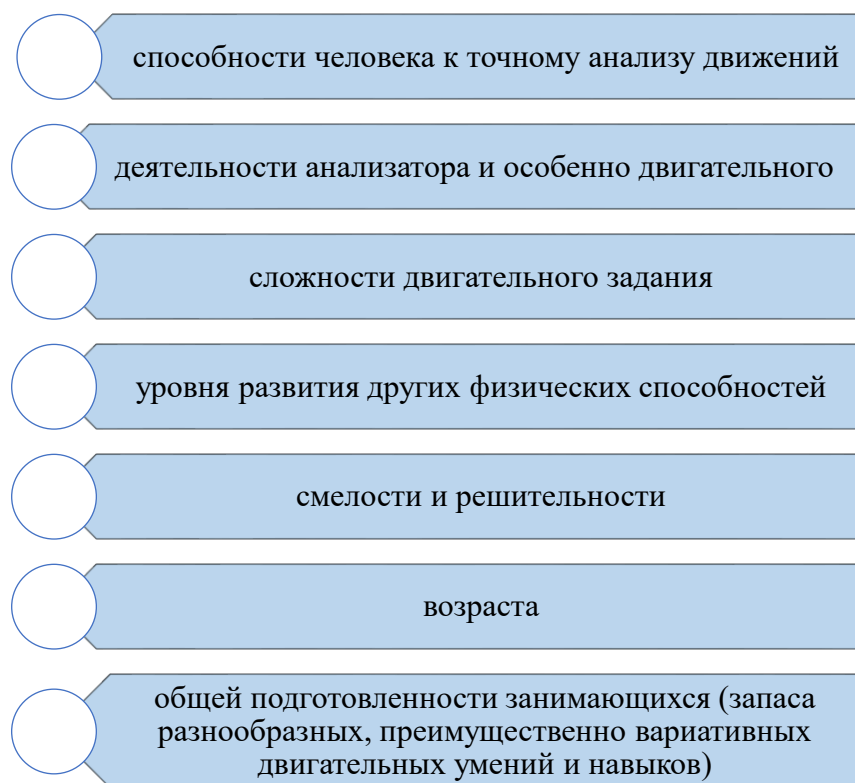 способности человека к точному анализу движений
деятельности анализатора и особенно двигательного
сложности двигательного задания
уровня развития других физических способностей
смелости и решительности
возраста
общей подготовленности занимающихся (запаса
разнообразных, преимущественно вариативных
двигательных умений и навыков)